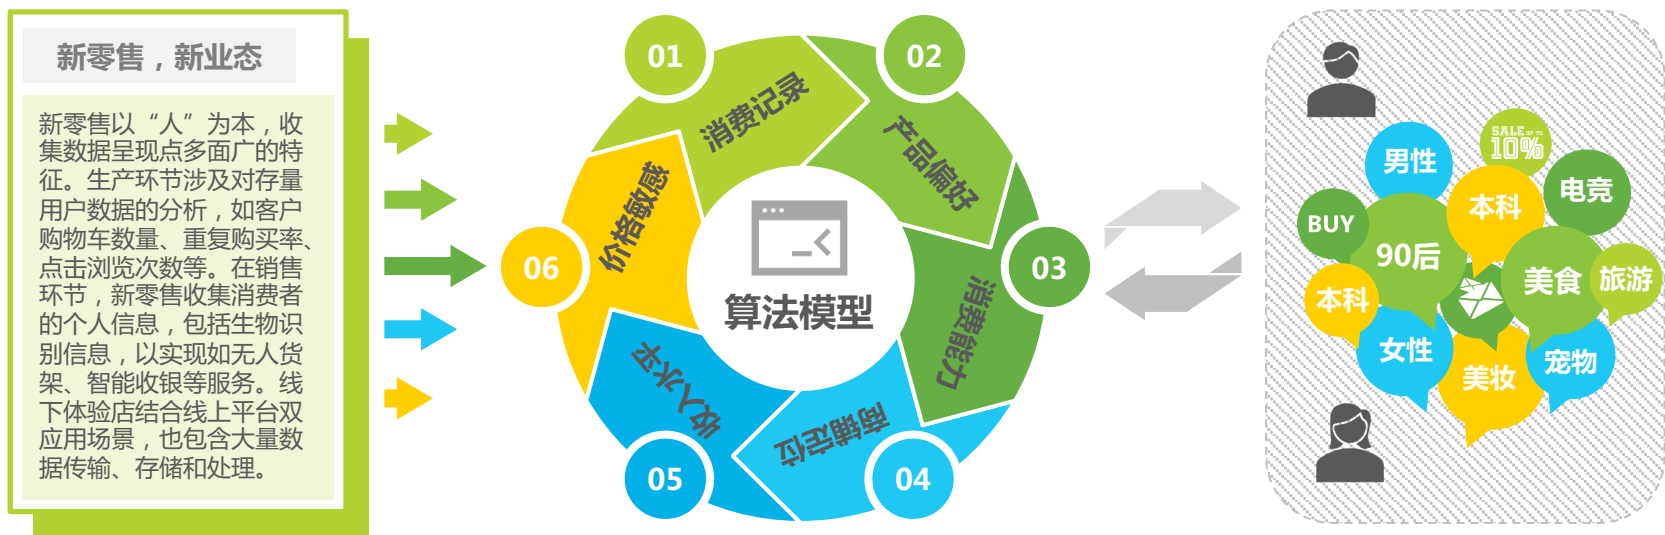 新零售，新业态
新零售以“人”为本，收
集数据呈现点多面广的特
征。生产环节涉及对存量
用户数据的分析，如客户
购物车数量、重复购买率、
点击浏览次数等。在销售
环节，新零售收集消费者
的个人信息，包括生物识
别信息，以实现如无人货
架、智能收银等服务。线
下体验店结合线上平台双
应用场景，也包含大量数
据传输、存储和处理。
01
消费记录
02
产品偏好
03
消费能力
04
商铺定位
05
收入水平
06
价格敏感
算法模型
男性
SALE UP TO
10%
电竞
本科
BUY
90后
美食
旅游
本科
女性
美妆
宠物